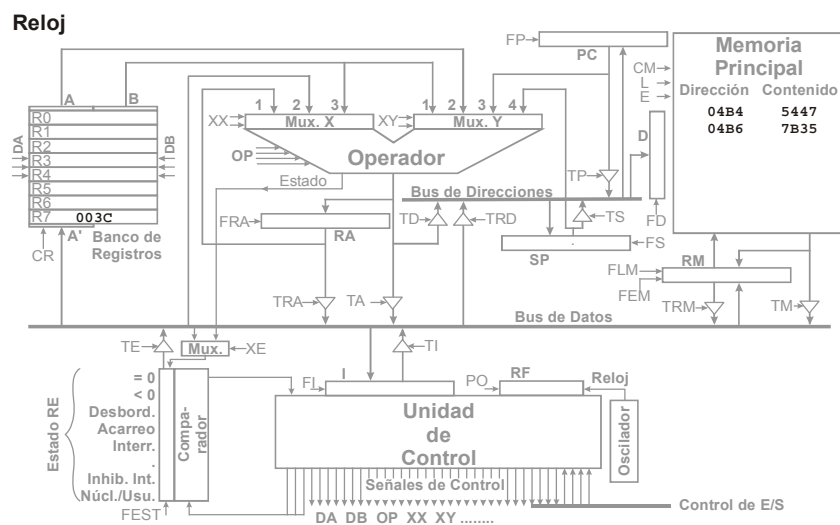 Reloj
FP
PC
Memoria
Principal
Dirección Contenido
04B4 5447
04B6 7B35
CM
L
E
A
B
1 2 3
1 2 3 4
XX
Mux. X
XY
Mux. Y
R0
R1
R2
R3
R4
R5
R6
R7 003C
DA
DB
OP
Operador
D
Estado
TP
Bus de Direcciones
FRA
RA
TD
TRD
TS
FD
A'
Banco de
Registros
CR
SP
FS
RM
FLM
FEM
TRA
TA
TRM
TM
Bus de Datos
TE
Mux.
XE
TI
I
FI
PO
RF
Reloj
Estado RE
= 0
< 0
Desbord.
Acarreo
Interr.
.
Inhib. Int.
Núcl./Usu.
Compa-
rador
Unidad
de
Control
Oscilador
FEST
Señales de Control
DA DB OP XX XY ........
Control de E/S